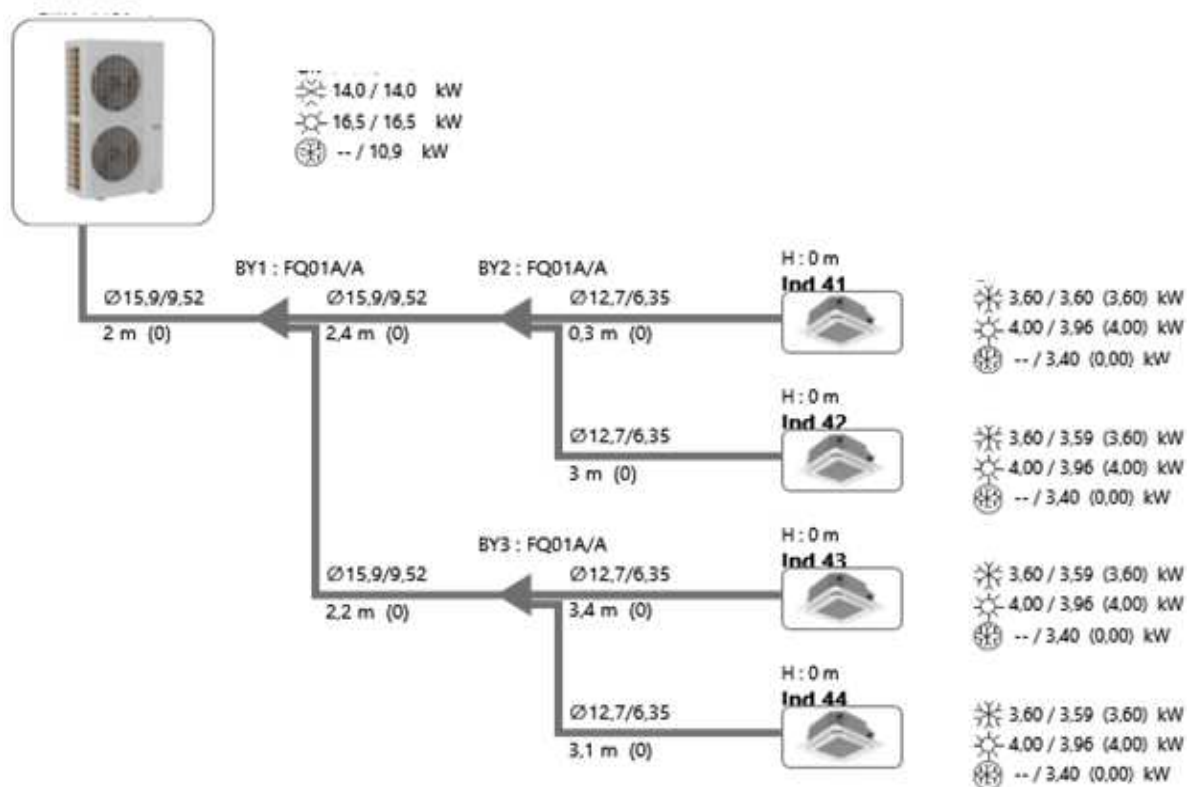 14,0 / 14,0 kW
16,5 / 16,5 kW
-- / 10,9 kW
BY1 : FQ01A/A
BY2 : FQ01A/A
H : 0 m
Ind 41
Ø15,9/9,52
Ø15,9/9,52
Ø12,7/6,35
2 m (0)
2,4 m (0)
0,3 m (0)
3,60 / 3,60 (3,60) kW
4,00 / 3,96 (4,00) kW
-- / 3,40 (0,00) kW
H : 0 m
Ind 42
Ø12,7/6,35
3 m (0)
3,60 / 3,59 (3,60) kW
4,00 / 3,96 (4,00) kW
-- / 3,40 (0,00) kW
BY3 : FQ01A/A
H : 0 m
Ind 43
Ø15,9/9,52
Ø12,7/6,35
2,2 m (0)
3,4 m (0)
3,60 / 3,59 (3,60) kW
4,00 / 3,96 (4,00) kW
-- / 3,40 (0,00) kW
H : 0 m
Ind 44
Ø12,7/6,35
3,1 m (0)
3,60 / 3,59 (3,60) kW
4,00 / 3,96 (4,00) kW
-- / 3,40 (0,00) kW